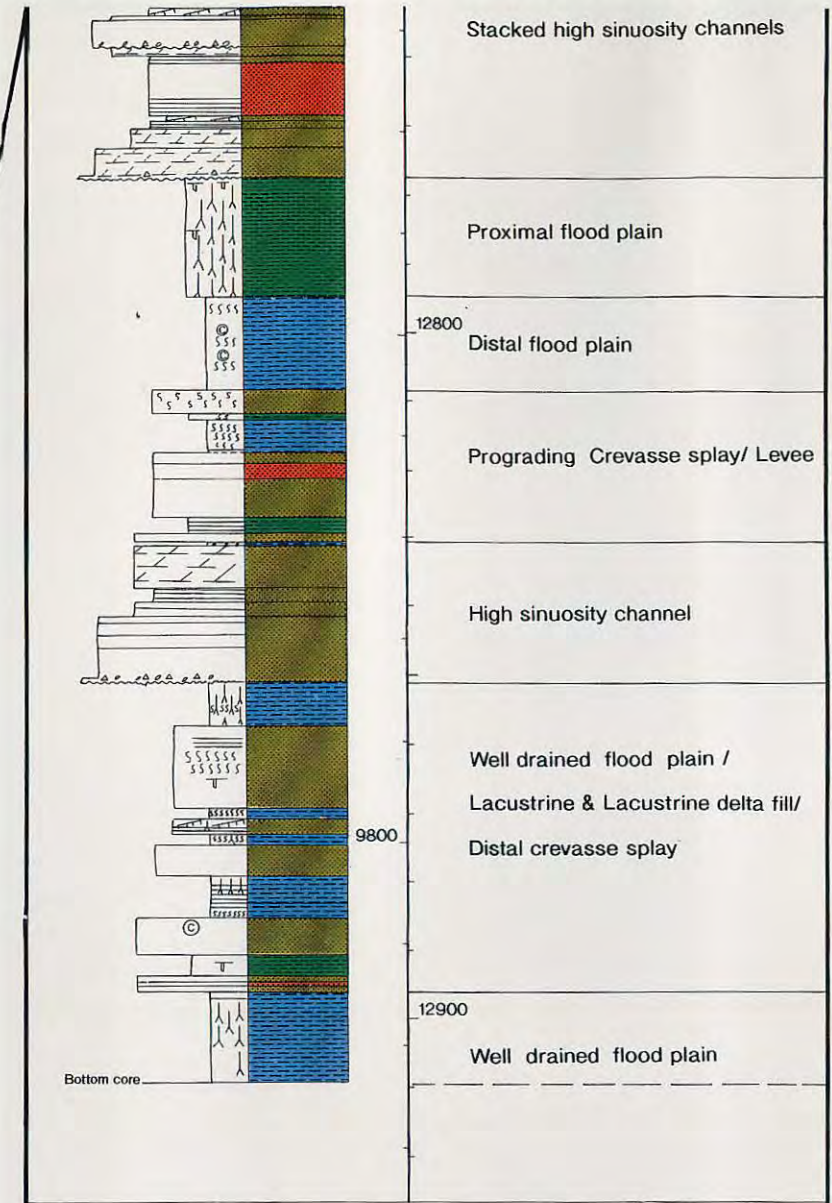 Stacked high sinuosity channels
Proximal flood plain
12800
Distal flood plain
Prograding Crevasse splay/ Levee
High sinuosity channel
Well drained flood plain /
Lacustrine & Lacustrine delta fill/
9800
Distal crevasse splay
12900
Well drained flood plain
Bottom core